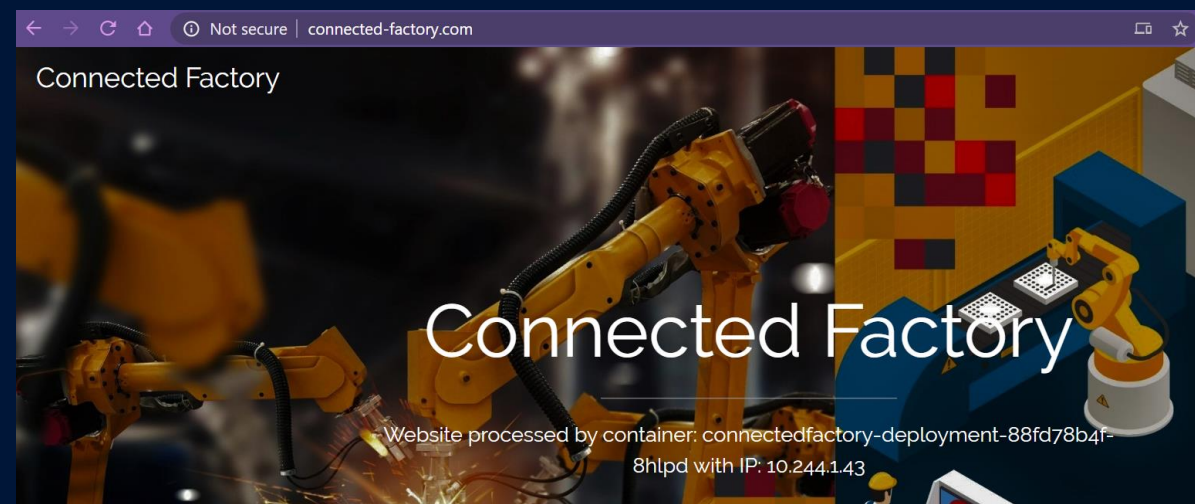 Not secure | connected-factory.com
Connected Factory
Connected Factory
Website processed by container: connectedfactory-deployment-88fd78b4f-
8hlpd with IP: 10.244.1.43